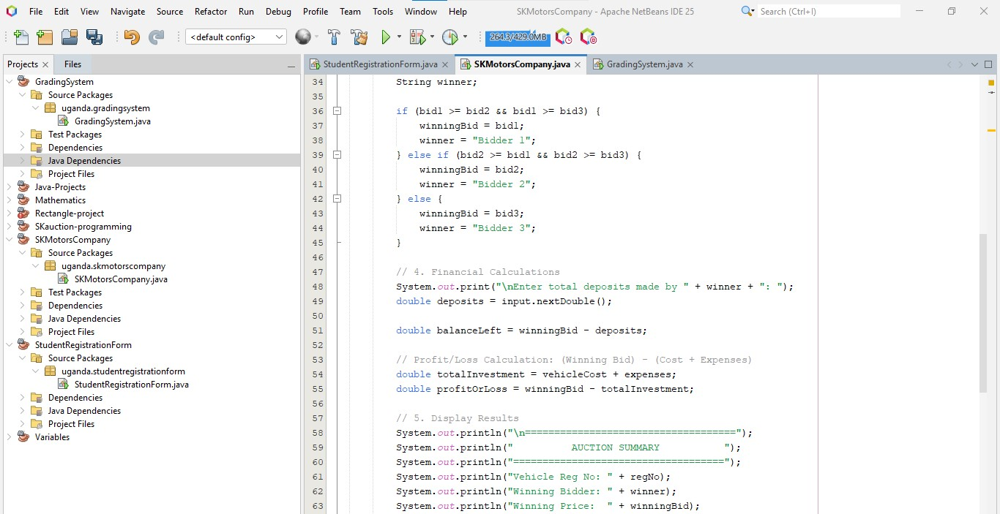 File Edit View Navigate Source Refactor Run Debug Profile Team Tools Window Help SKMotorsCompany - Apache NetBeans IDE 25 Search (Ctrl+I)
<default config> 264.3/429.0MB
Projects Files
StudentRegistrationForm.java SKMotorsCompany.java GradingSystem.java
GradingSystem
Source Packages
uganda.gradingsystem
GradingSystem.java
Test Packages
Dependencies
Java Dependencies
Project Files
Java-Projects
Mathematics
Rectangle-project
SKauction-programming
SKMotorsCompany
Source Packages
uganda.skmotorscompany
SKMotorsCompany.java
Test Packages
Dependencies
Java Dependencies
Project Files
StudentRegistrationForm
Source Packages
uganda.studentregistrationform
StudentRegistrationForm.java
Dependencies
Java Dependencies
Project Files
Variables
34 String winner;
35
36 if (bid1 >= bid2 && bid1 >= bid3) {
37 winningBid = bid1;
38 winner = "Bidder 1";
39 } else if (bid2 >= bid1 && bid2 >= bid3) {
40 winningBid = bid2;
41 winner = "Bidder 2";
42 } else {
43 winningBid = bid3;
44 winner = "Bidder 3";
45 }
46
47 // 4. Financial Calculations
48 System.out.print("\nEnter total deposits made by " + winner + ": ");
49 double deposits = input.nextDouble();
50
51 double balanceLeft = winningBid - deposits;
52
53 // Profit/Loss Calculation: (Winning Bid) - (Cost + Expenses)
54 double totalInvestment = vehicleCost + expenses;
55 double profitOrLoss = winningBid - totalInvestment;
56
57 // 5. Display Results
58 System.out.println("\n====================================");
59 System.out.println("          AUCTION SUMMARY           ");
60 System.out.println("====================================");
61 System.out.println("Vehicle Reg No: " + regNo);
62 System.out.println("Winning Bidder: " + winner);
63 System.out.println("Winning Price:  " + winningBid);